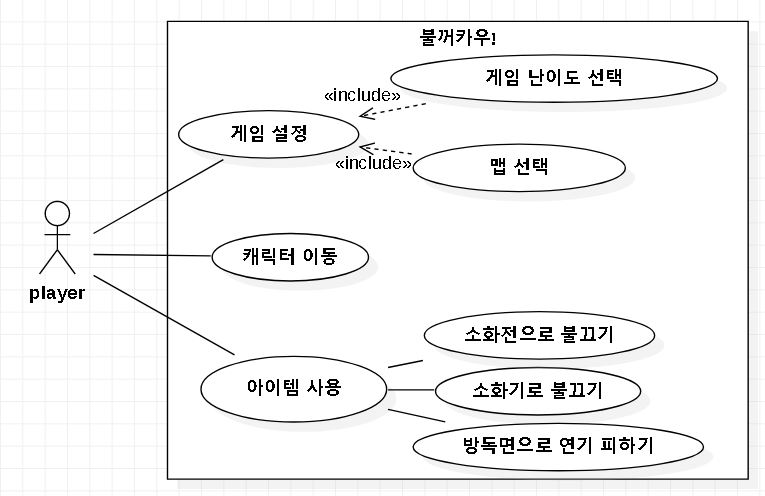 불꺼카우!
게임 난이도 선택
«include»
게임 설정
«include»
맵 선택
캐릭터 이동
player
소화전으로 불끄기
아이템 사용
소화기로 불끄기
방독면으로 연기 피하기